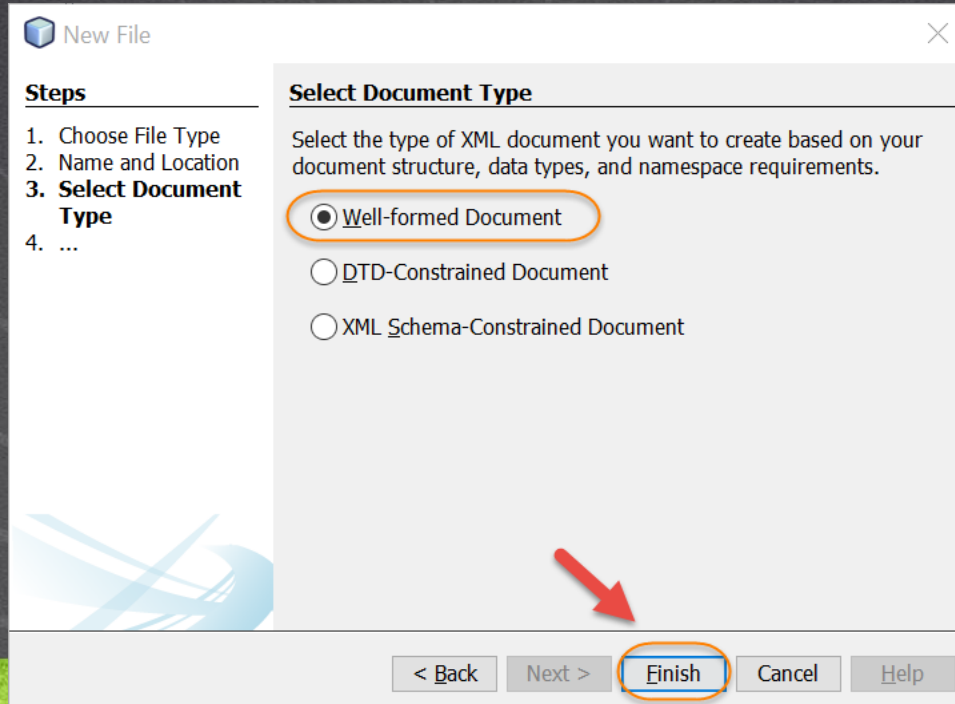 New File
Steps
1. Choose File Type
2. Name and Location
3. Select Document
Type
4. ...
Select Document Type
Select the type of XML document you want to create based on your
document structure, data types, and namespace requirements.
Well-formed Document
DTD-Constrained Document
XML Schema-Constrained Document
< Back Next > Finish Cancel Help